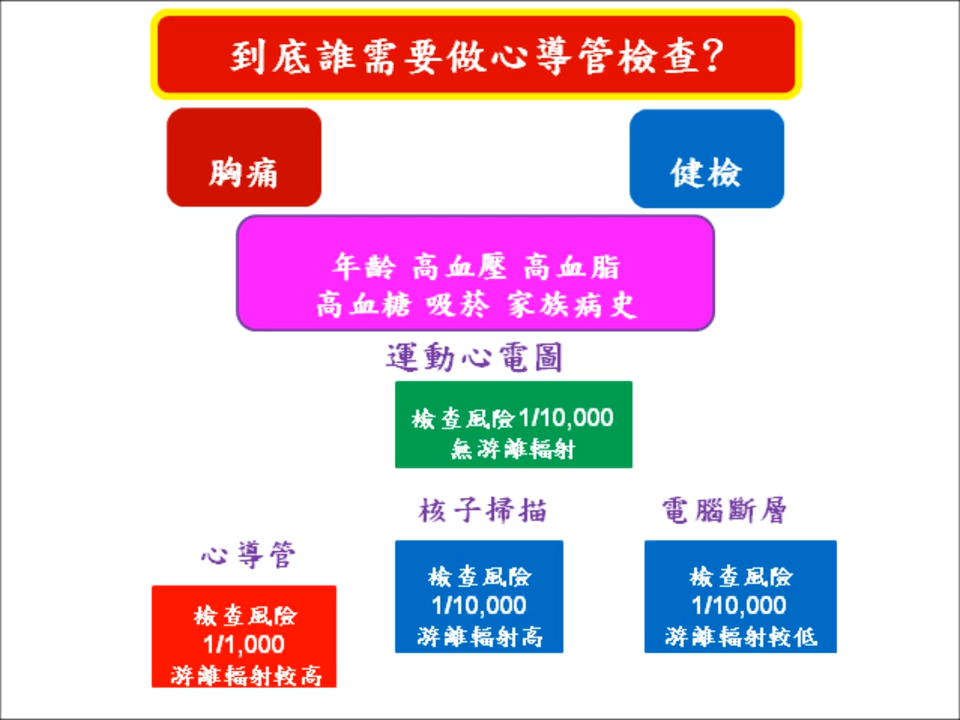 到底誰需要做心導管檢查?
胸痛
健檢
年齡 高血壓 高血脂
高血糖 吸菸 家族病史
運動心電圖
檢查風險1/10,000
無游離輻射
核子掃描
電腦斷層
心導管
檢查風險
1/10,000
游離輻射高
檢查風險
1/10,000
游離輻射較低
檢查風險
1/1,000
游離輻射較高